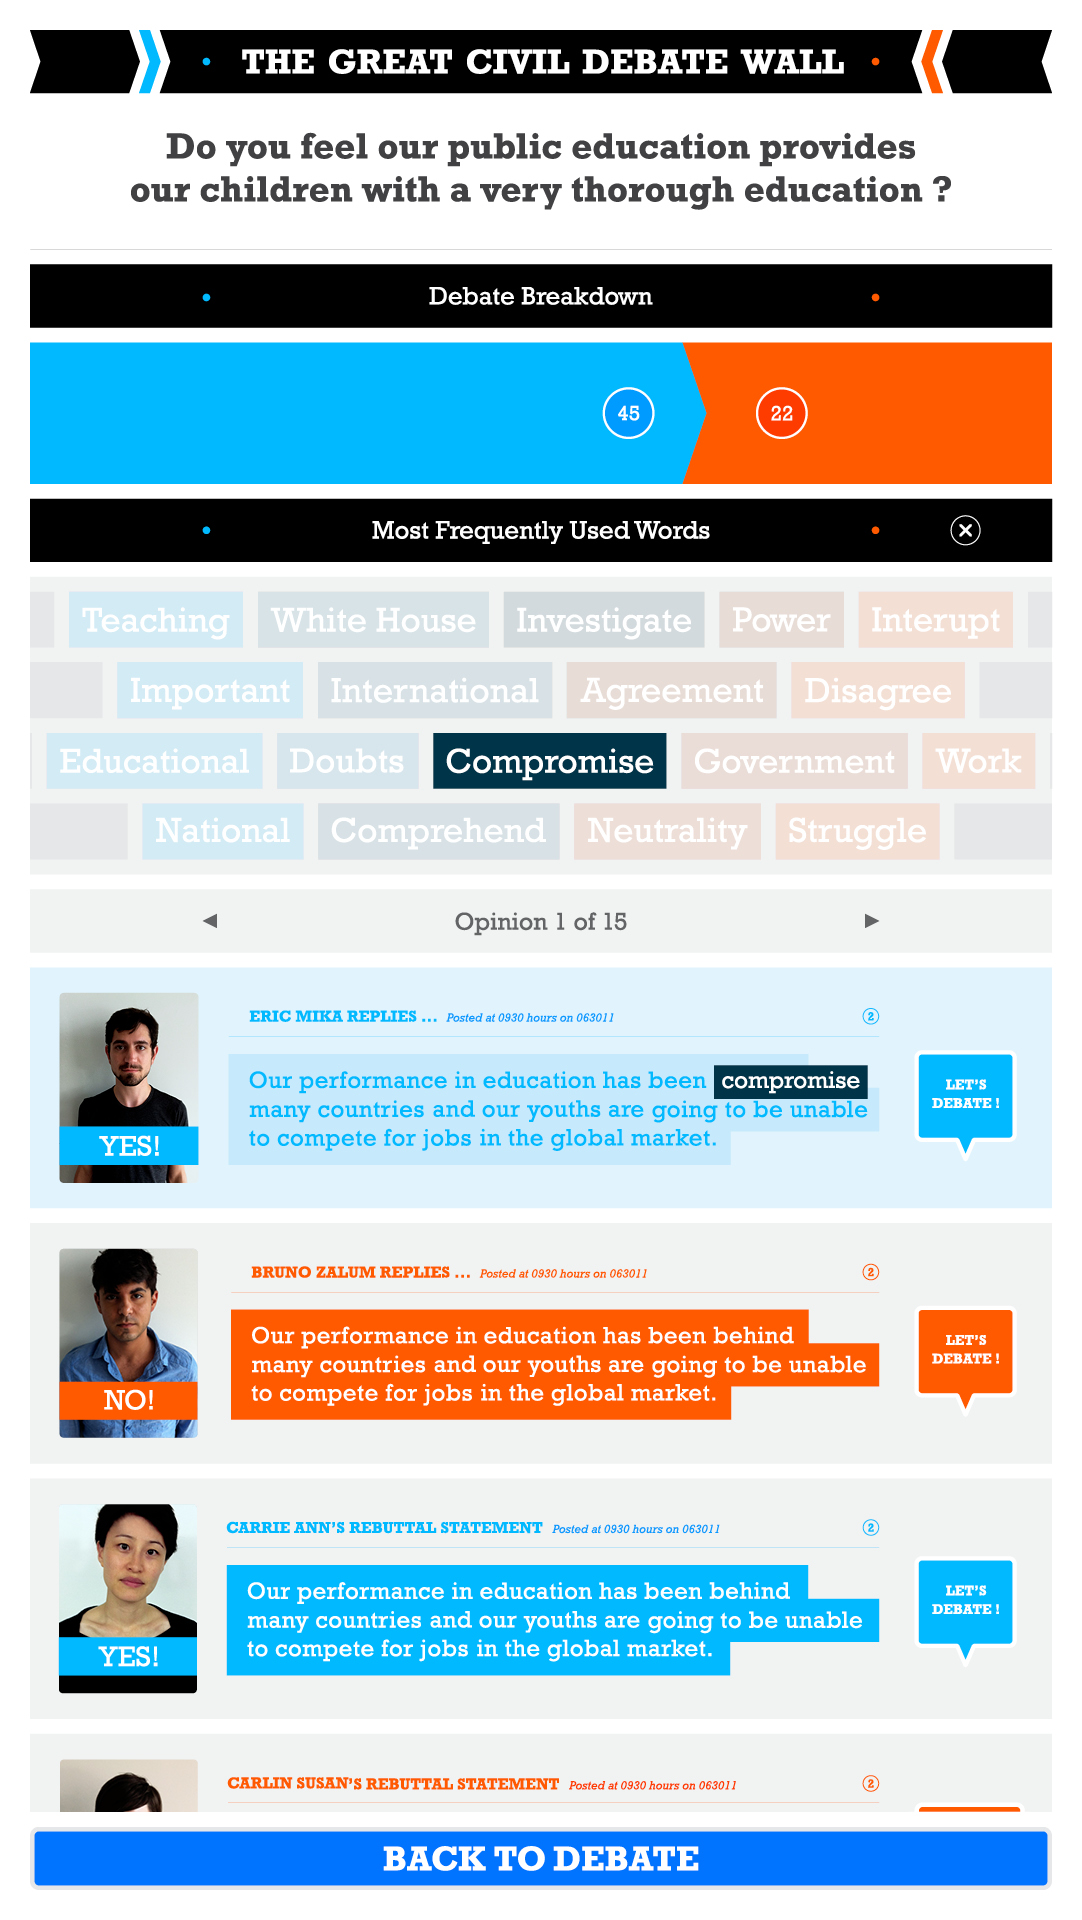 THE GREAT CIVIL DEBATE WALL
Do you feel our public education provides
our children with a very thorough education ?
Debate Breakdown
45 22
Most Frequently Used Words
Teaching White House Investigate Power Interupt
Important International Agreement Disagree
Educational Doubts Compromise Government Work
National Comprehend Neutrality Struggle
Opinion 1 of 15
ERIC MIKA REPLIES ... Posted at 0930 hours on 063011 2
Our performance in education has been compromise
many countries and our youths are going to be unable
to compete for jobs in the global market.
YES!
LET'S
DEBATE !
BRUNO ZALUM REPLIES ... Posted at 0930 hours on 063011 2
Our performance in education has been behind
many countries and our youths are going to be unable
to compete for jobs in the global market.
NO!
LET'S
DEBATE !
CARRIE ANN'S REBUTTAL STATEMENT Posted at 0930 hours on 063011 2
Our performance in education has been behind
many countries and our youths are going to be unable
to compete for jobs in the global market.
YES!
LET'S
DEBATE !
CARLIN SUSAN'S REBUTTAL STATEMENT Posted at 0930 hours on 063011 2
BACK TO DEBATE